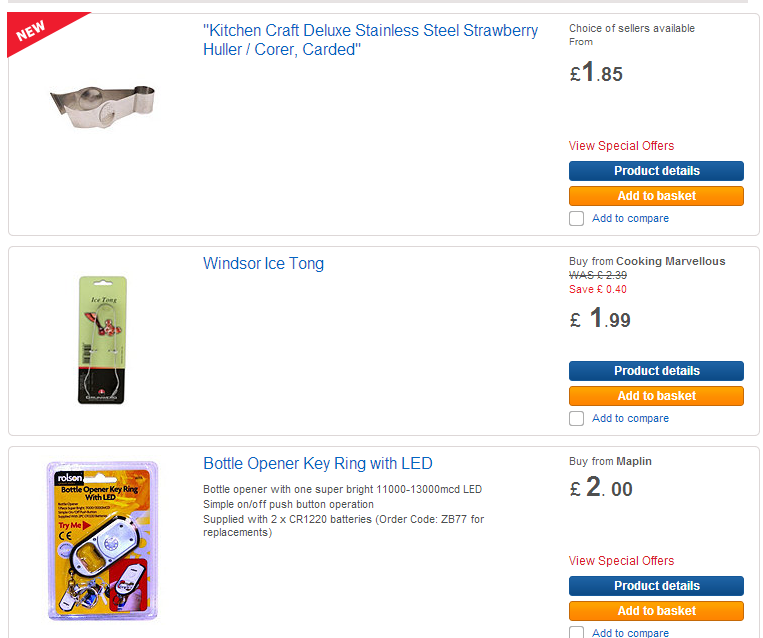 NEW
"Kitchen Craft Deluxe Stainless Steel Strawberry
Huller / Corer, Carded"
Choice of sellers available
From
£1.85
View Special Offers
Product details
Add to basket
Add to compare
Windsor Ice Tong
Ice Tong
Buy from Cooking Marvellous
WAS £ 2.39
Save £ 0.40
£ 1.99
Product details
Add to basket
Add to compare
rolson
Bottle Opener Key Ring
With LED
Try Me
CE
Bottle Opener Key Ring with LED
Bottle opener with one super bright 11000-13000mcd LED
Simple on/off push button operation
Supplied with 2 x CR1220 batteries (Order Code: ZB77 for
replacements)
Buy from Maplin
£ 2.00
View Special Offers
Product details
Add to basket
Add to compare